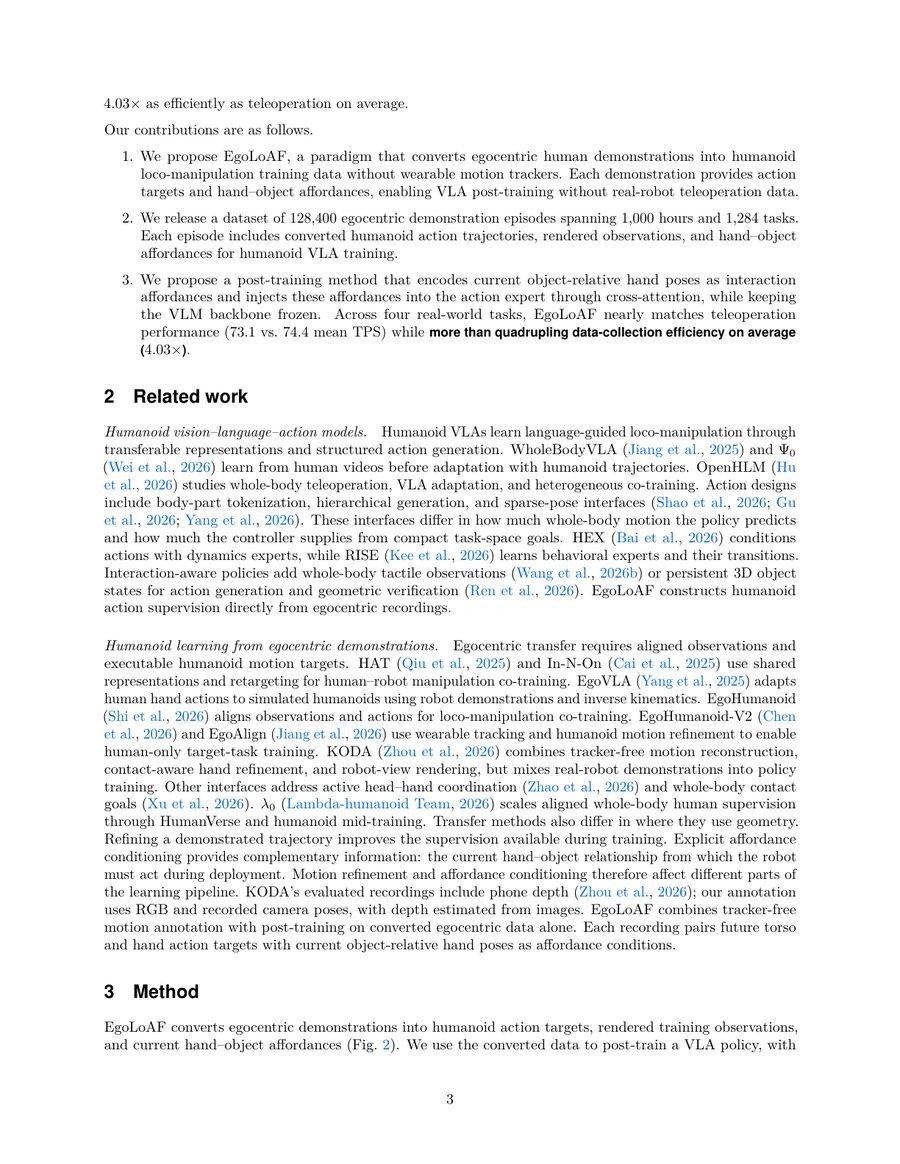 4.03× as efficiently as teleoperation on average.
Our contributions are as follows.
1. We propose EgoLoAF, a paradigm that converts egocentric human demonstrations into humanoid
loco-manipulation training data without wearable motion trackers. Each demonstration provides action
targets and hand–object affordances, enabling VLA post-training without real-robot teleoperation data.
2. We release a dataset of 128,400 egocentric demonstration episodes spanning 1,000 hours and 1,284 tasks.
Each episode includes converted humanoid action trajectories, rendered observations, and hand–object
affordances for humanoid VLA training.
3. We propose a post-training method that encodes current object-relative hand poses as interaction
affordances and injects these affordances into the action expert through cross-attention, while keeping
the VLM backbone frozen. Across four real-world tasks, EgoLoAF nearly matches teleoperation
performance (73.1 vs. 74.4 mean TPS) while more than quadrupling data-collection efficiency on average
(4.03×).
2 Related work
Humanoid vision–language–action models. Humanoid VLAs learn language-guided loco-manipulation through
transferable representations and structured action generation. WholeBodyVLA (Jiang et al., 2025) and Ψ₀
(Wei et al., 2026) learn from human videos before adaptation with humanoid trajectories. OpenHLM (Hu
et al., 2026) studies whole-body teleoperation, VLA adaptation, and heterogeneous co-training. Action designs
include body-part tokenization, hierarchical generation, and sparse-pose interfaces (Shao et al., 2026; Gu
et al., 2026; Yang et al., 2026). These interfaces differ in how much whole-body motion the policy predicts
and how much the controller supplies from compact task-space goals. HEX (Bai et al., 2026) conditions
actions with dynamics experts, while RISE (Kee et al., 2026) learns behavioral experts and their transitions.
Interaction-aware policies add whole-body tactile observations (Wang et al., 2026b) or persistent 3D object
states for action generation and geometric verification (Ren et al., 2026). EgoLoAF constructs humanoid
action supervision directly from egocentric recordings.
Humanoid learning from egocentric demonstrations. Egocentric transfer requires aligned observations and
executable humanoid motion targets. HAT (Qiu et al., 2025) and In-N-On (Cai et al., 2025) use shared
representations and retargeting for human–robot manipulation co-training. EgoVLA (Yang et al., 2025) adapts
human hand actions to simulated humanoids using robot demonstrations and inverse kinematics. EgoHumanoid
(Shi et al., 2026) aligns observations and actions for loco-manipulation co-training. EgoHumanoid-V2 (Chen
et al., 2026) and EgoAlign (Jiang et al., 2026) use wearable tracking and humanoid motion refinement to enable
human-only target-task training. KODA (Zhou et al., 2026) combines tracker-free motion reconstruction,
contact-aware hand refinement, and robot-view rendering, but mixes real-robot demonstrations into policy
training. Other interfaces address active head–hand coordination (Zhao et al., 2026) and whole-body contact
goals (Xu et al., 2026). λ₀ (Lambda-humanoid Team, 2026) scales aligned whole-body human supervision
through HumanVerse and humanoid mid-training. Transfer methods also differ in where they use geometry.
Refining a demonstrated trajectory improves the supervision available during training. Explicit affordance
conditioning provides complementary information: the current hand–object relationship from which the robot
must act during deployment. Motion refinement and affordance conditioning therefore affect different parts of
the learning pipeline. KODA's evaluated recordings include phone depth (Zhou et al., 2026); our annotation
uses RGB and recorded camera poses, with depth estimated from images. EgoLoAF combines tracker-free
motion annotation with post-training on converted egocentric data alone. Each recording pairs future torso
and hand action targets with current object-relative hand poses as affordance conditions.
3 Method
EgoLoAF converts egocentric demonstrations into humanoid action targets, rendered training observations,
and current hand–object affordances (Fig. 2). We use the converted data to post-train a VLA policy, with
3